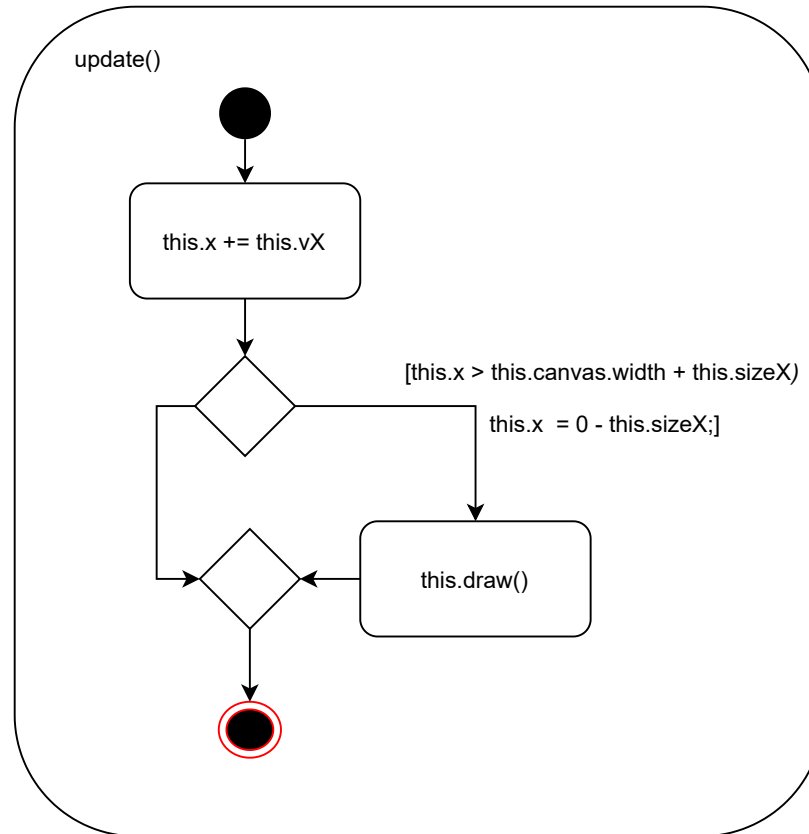 update()
this.x += this.vX
[this.x > this.canvas.width + this.sizeX)
this.x  = 0 - this.sizeX;]
this.draw()